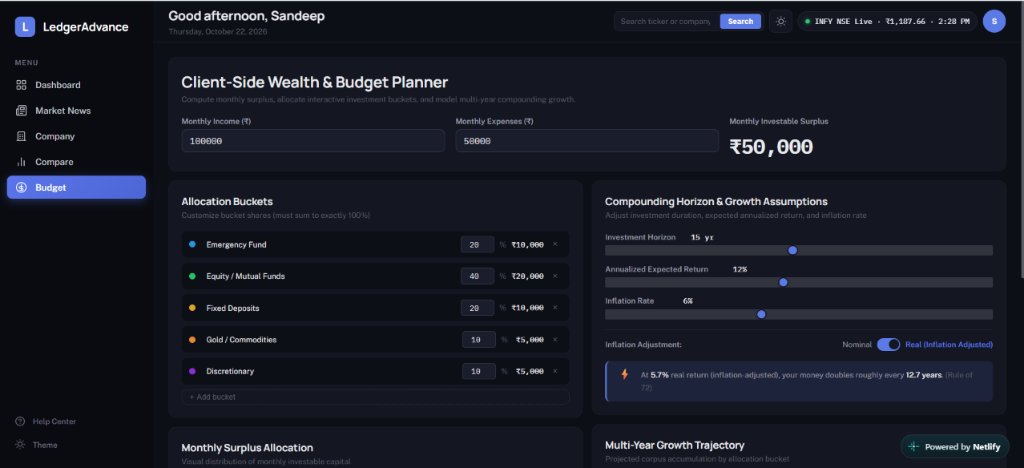 L LedgerAdvance
Good afternoon, Sandeep
Thursday, October 22, 2026
Search ticker or company,
Search
INFY NSE Live · ₹1,187.66 · 2:28 PM
S
MENU
Dashboard
Market News
Company
Compare
Budget
Help Center
Theme
Client-Side Wealth & Budget Planner
Compute monthly surplus, allocate interactive investment buckets, and model multi-year compounding growth.
Monthly Income (₹)
100000
Monthly Expenses (₹)
50000
Monthly Investable Surplus
₹50,000
Allocation Buckets
Customize bucket shares (must sum to exactly 100%)
Emergency Fund 20 % ₹10,000 ×
Equity / Mutual Funds 40 % ₹20,000 ×
Fixed Deposits 20 % ₹10,000 ×
Gold / Commodities 10 % ₹5,000 ×
Discretionary 10 % ₹5,000 ×
+ Add bucket
Compounding Horizon & Growth Assumptions
Adjust investment duration, expected annualized return, and inflation rate
Investment Horizon 15 yr
Annualized Expected Return 12%
Inflation Rate 6%
Inflation Adjustment: Nominal Real (Inflation Adjusted)
At 5.7% real return (inflation-adjusted), your money doubles roughly every 12.7 years. (Rule of
72)
Monthly Surplus Allocation
Visual distribution of monthly investable capital
Multi-Year Growth Trajectory
Projected corpus accumulation by allocation bucket
Powered by Netlify